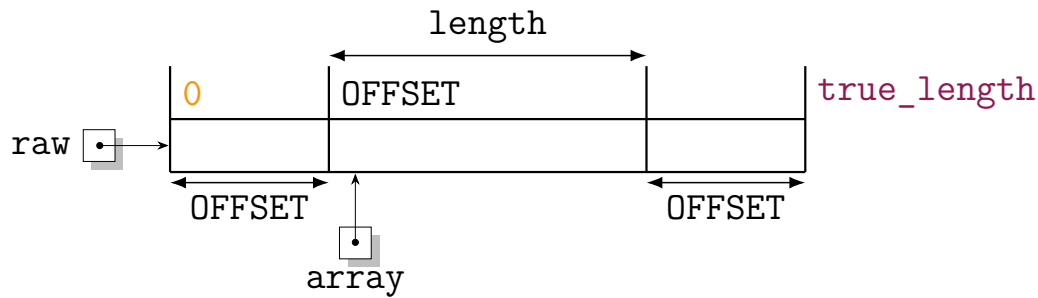 length
0
OFFSET
true_length
raw
OFFSET
OFFSET
array